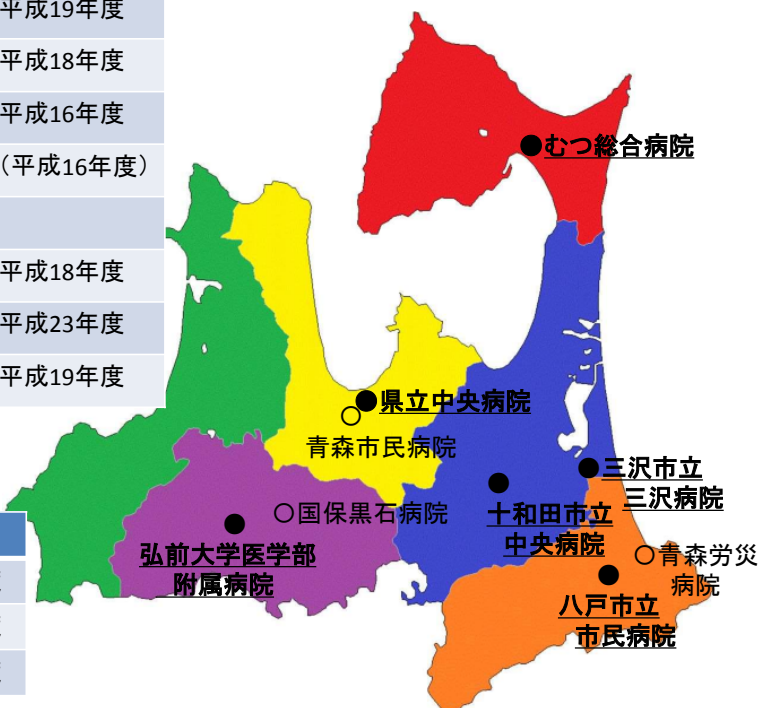 平成19年度
平成18年度
平成16年度
（平成16年度）
平成18年度
平成23年度
平成19年度
●むつ総合病院
●県立中央病院
○
青森市民病院
●三沢市立
三沢病院
●
十和田市立
中央病院
○国保黒石病院
●
弘前大学医学部
附属病院
○青森労災
病院
●
八戸市立
市民病院